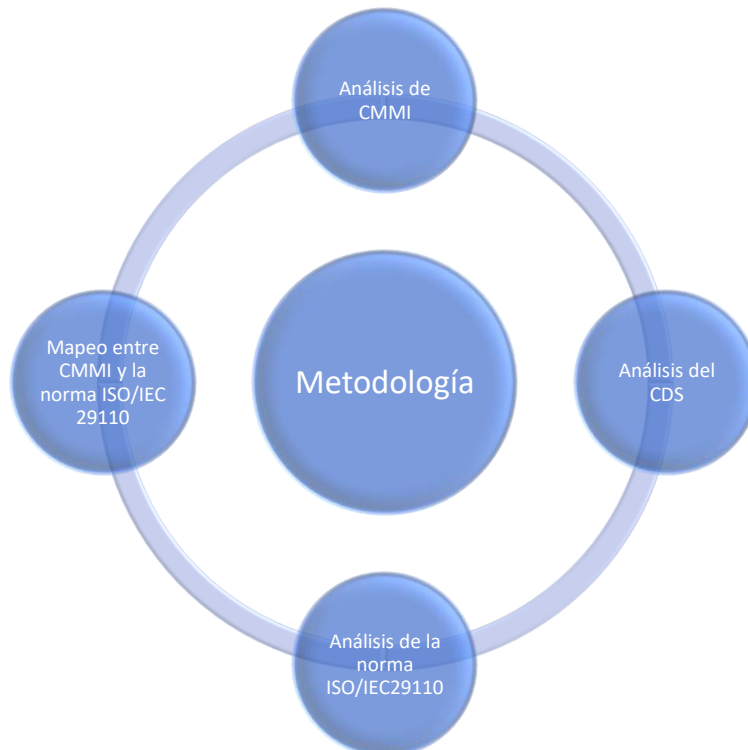 Análisis de
CMMI
Mapeo entre
CMMI y la
norma ISO/IEC
29110
Metodología
Análisis del
CDS
Análisis de la
norma
ISO/IEC29110